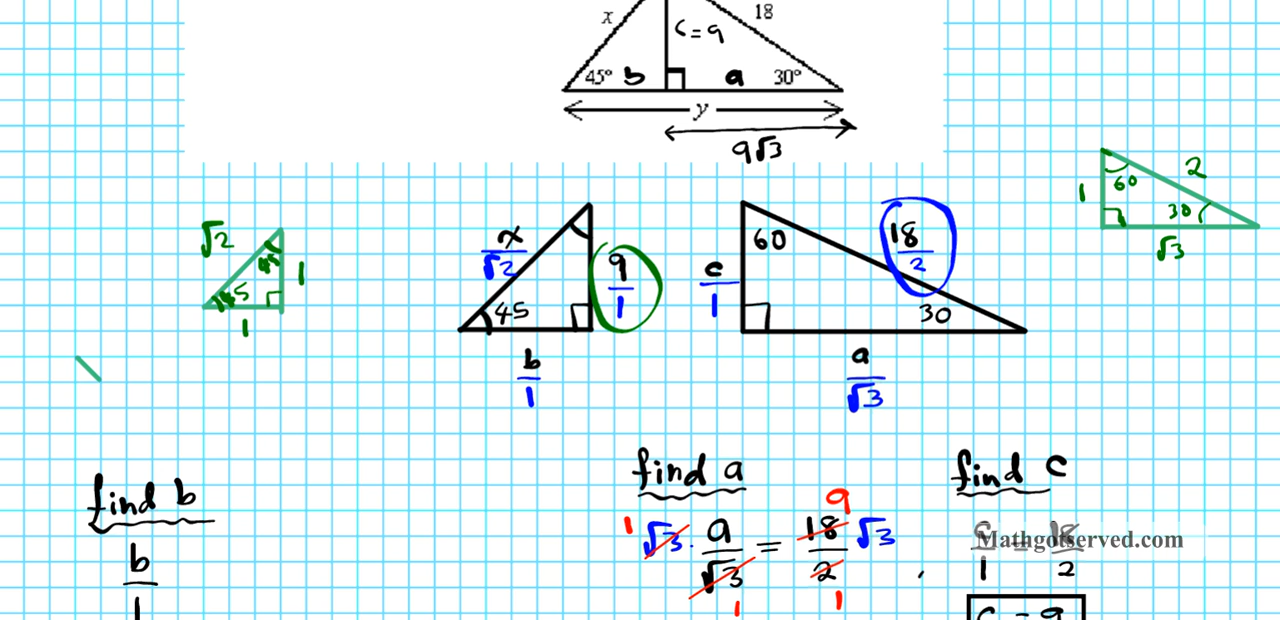 x 18
c = 9
45° b a 30°
y
9√3
√2 45 1
45
1
x/√2 9/1
45
b/1
60 18/2
c/1
30
a/√3
1 60 2
30
√3
find b
b/1
find a
1 9
√3 · a/√3 = 18/2 √3
1 1
find c
c/1 = 18/2
Mathgotserved.com
c = 9